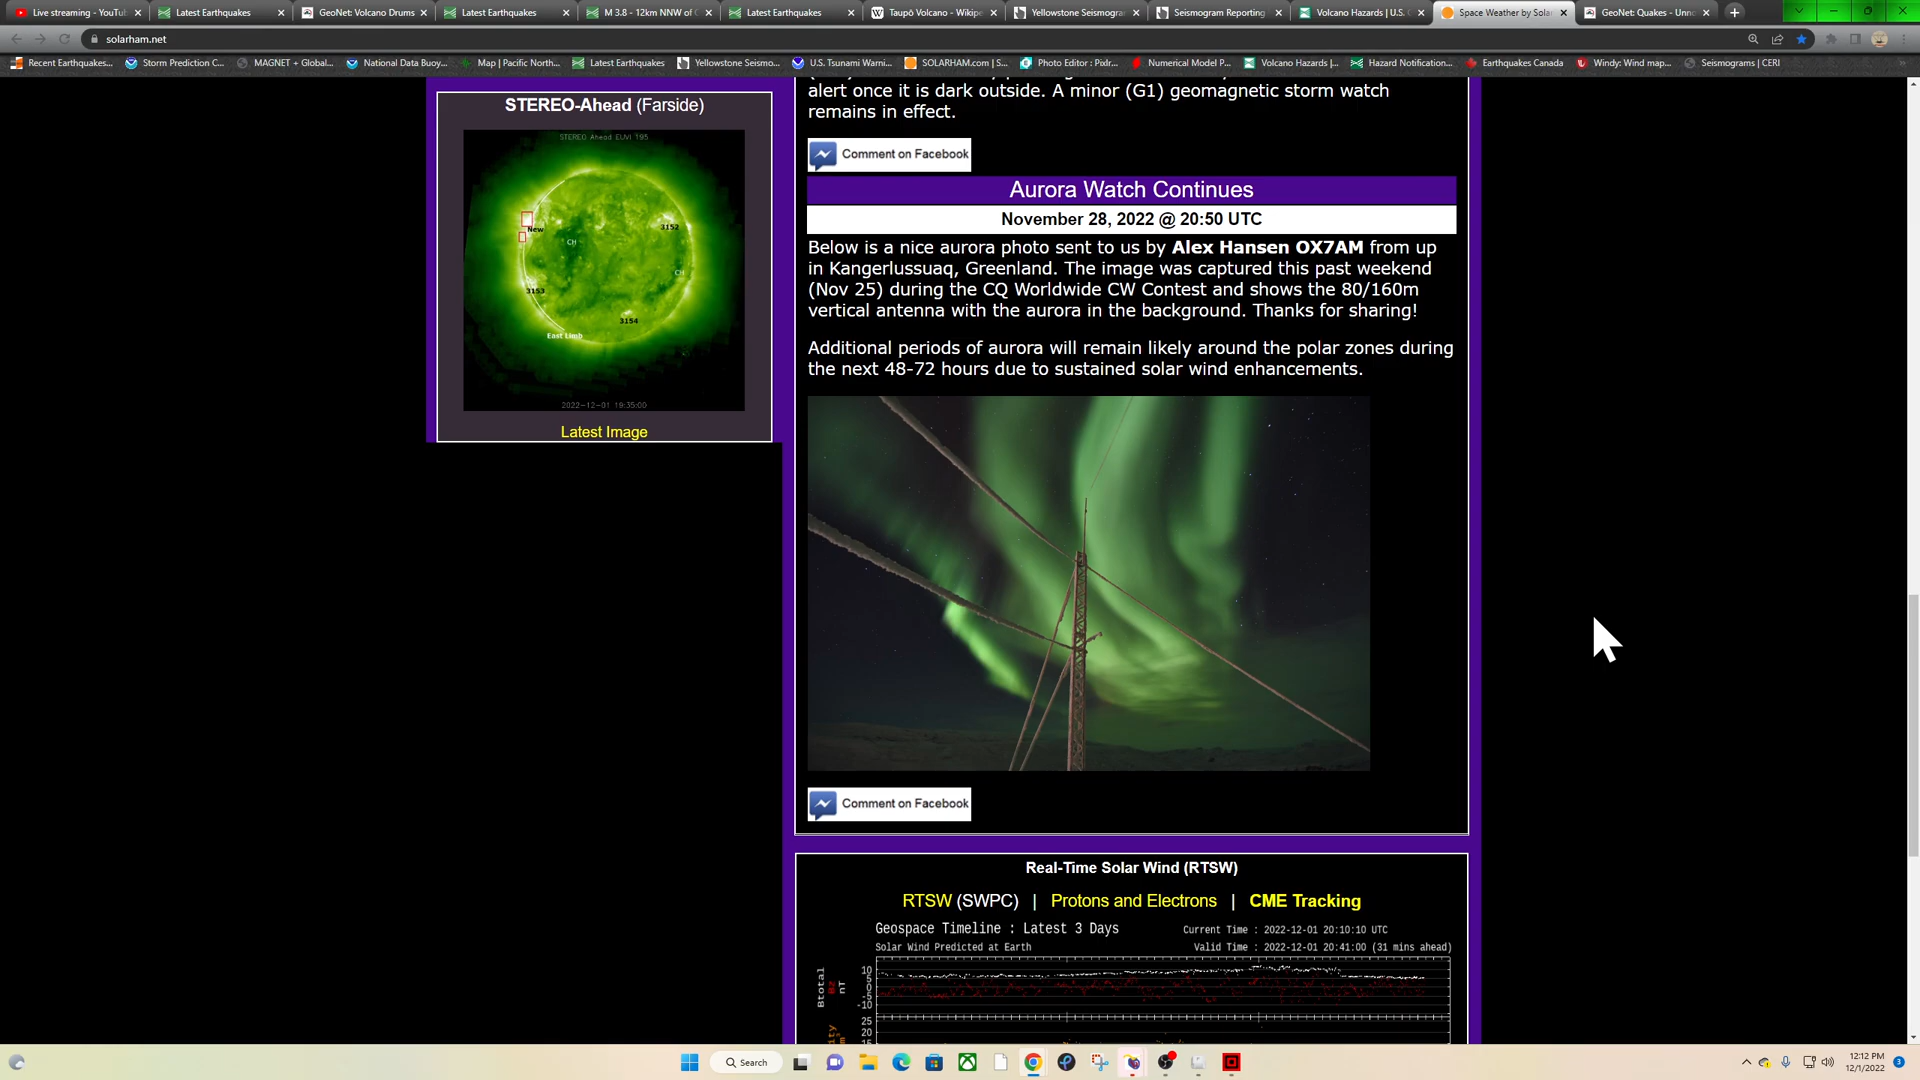 Live streaming - YouTu
Latest Earthquakes
GeoNet: Volcano Drums
Latest Earthquakes
M 3.8 - 12km NNW of
Latest Earthquakes
Taupō Volcano - Wikipe
Yellowstone Seismogra
Seismogram Reporting
Volcano Hazards | U.S.
Space Weather by Solar
GeoNet: Quakes - Unno
solarham.net
Recent Earthquakes...
Storm Prediction C...
MAGNET + Global...
National Data Buoy...
Map | Pacific North...
Latest Earthquakes
Yellowstone Seismo...
U.S. Tsunami Warni...
SOLARHAM.com | S...
Photo Editor : Pixlr...
Numerical Model P...
Volcano Hazards |...
Hazard Notification...
Earthquakes Canada
Windy: Wind map...
Seismograms | CERI
STEREO-Ahead (Farside)
STEREO Ahead EUVI 195
New
3152
CH
CH
3153
3154
East Limb
2022-12-01 19:35:00
Latest Image
alert once it is dark outside. A minor (G1) geomagnetic storm watch
remains in effect.
Comment on Facebook
Aurora Watch Continues
November 28, 2022 @ 20:50 UTC
Below is a nice aurora photo sent to us by Alex Hansen OX7AM from up
in Kangerlussuaq, Greenland. The image was captured this past weekend
(Nov 25) during the CQ Worldwide CW Contest and shows the 80/160m
vertical antenna with the aurora in the background. Thanks for sharing!
Additional periods of aurora will remain likely around the polar zones during
the next 48-72 hours due to sustained solar wind enhancements.
Comment on Facebook
Real-Time Solar Wind (RTSW)
RTSW (SWPC) | Protons and Electrons | CME Tracking
Geospace Timeline : Latest 3 Days
Current Time : 2022-12-01 20:10:10 UTC
Solar Wind Predicted at Earth
Valid Time : 2022-12-01 20:41:00 (31 mins ahead)
Btotal
Bz
nT
10
5
0
-5
-10
25
20
15
Search
12:12 PM
12/1/2022
3